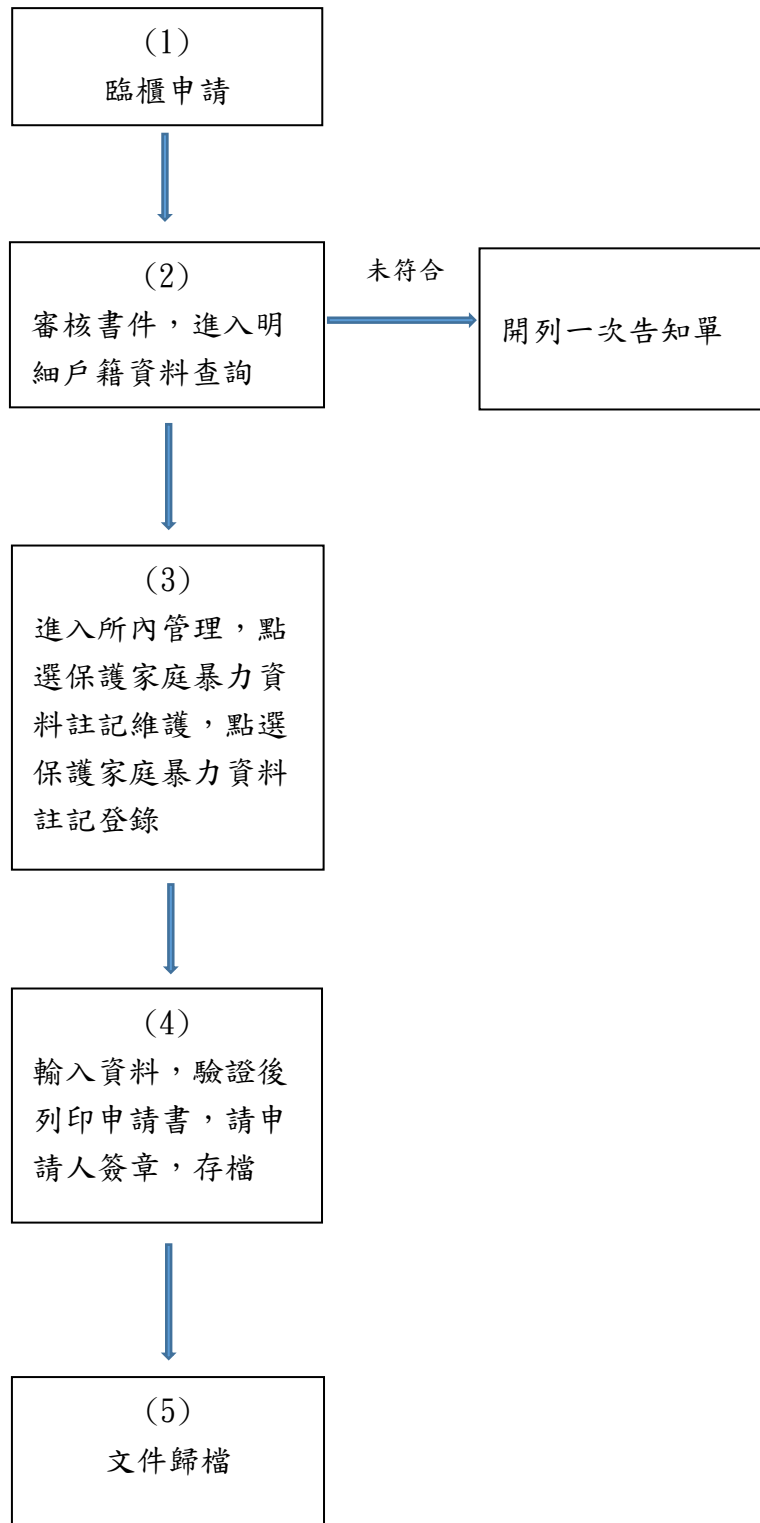 (1)
臨櫃申請
(2)
審核書件，進入明
細戶籍資料查詢
未符合
開列一次告知單
(3)
進入所內管理，點
選保護家庭暴力資
料註記維護，點選
保護家庭暴力資料
註記登錄
(4)
輸入資料，驗證後
列印申請書，請申
請人簽章，存檔
(5)
文件歸檔